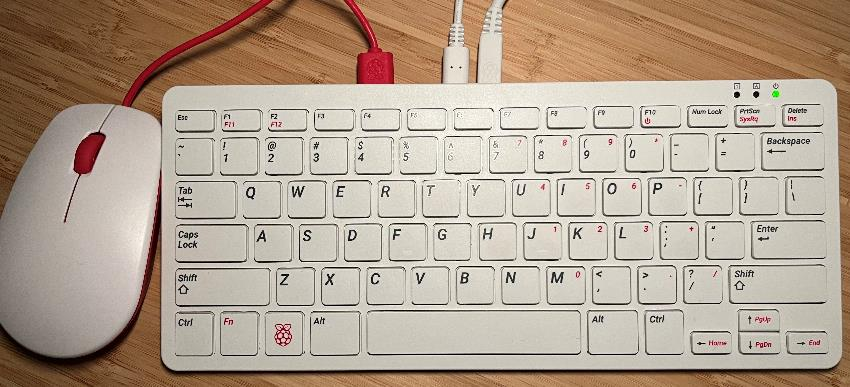 1 A
Esc F1 F2 F3 F4 F5 F6 F7 F8 F9 F10 Num Lock PrtScn Delete
F11 F12 SysRq Ins
~ ! @ # $ % ^ & 7 * 8 ( 9 ) * _ + Backspace
` 1 2 3 4 5 6 7 8 9 0 - =
Tab Q W E R T Y U 4 I 5 O 6 P - { } |
[ ] \
Caps A S D F G H J 1 K 2 L 3 : + " Enter
Lock ; '
Shift Z X C V B N M 0 < > . ? / Shift
, . /
Ctrl Fn Alt Alt Ctrl ↑ PgUp
← Home ↓ PgDn → End